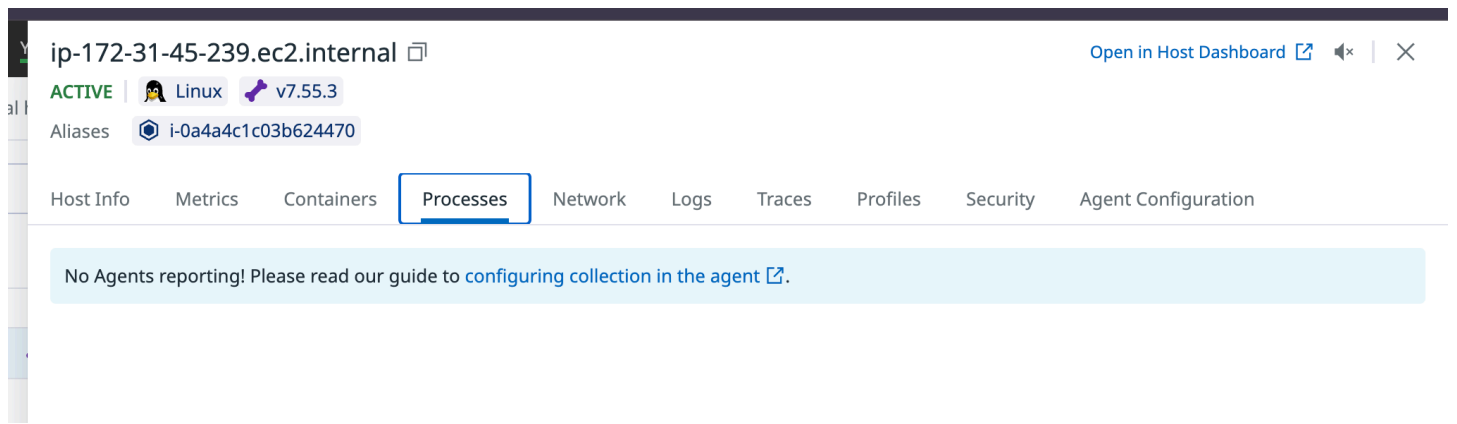 ip-172-31-45-239.ec2.internal Open in Host Dashboard
ACTIVE Linux v7.55.3
Aliases i-0a4a4c1c03b624470
Host Info Metrics Containers Processes Network Logs Traces Profiles Security Agent Configuration
No Agents reporting! Please read our guide to configuring collection in the agent.